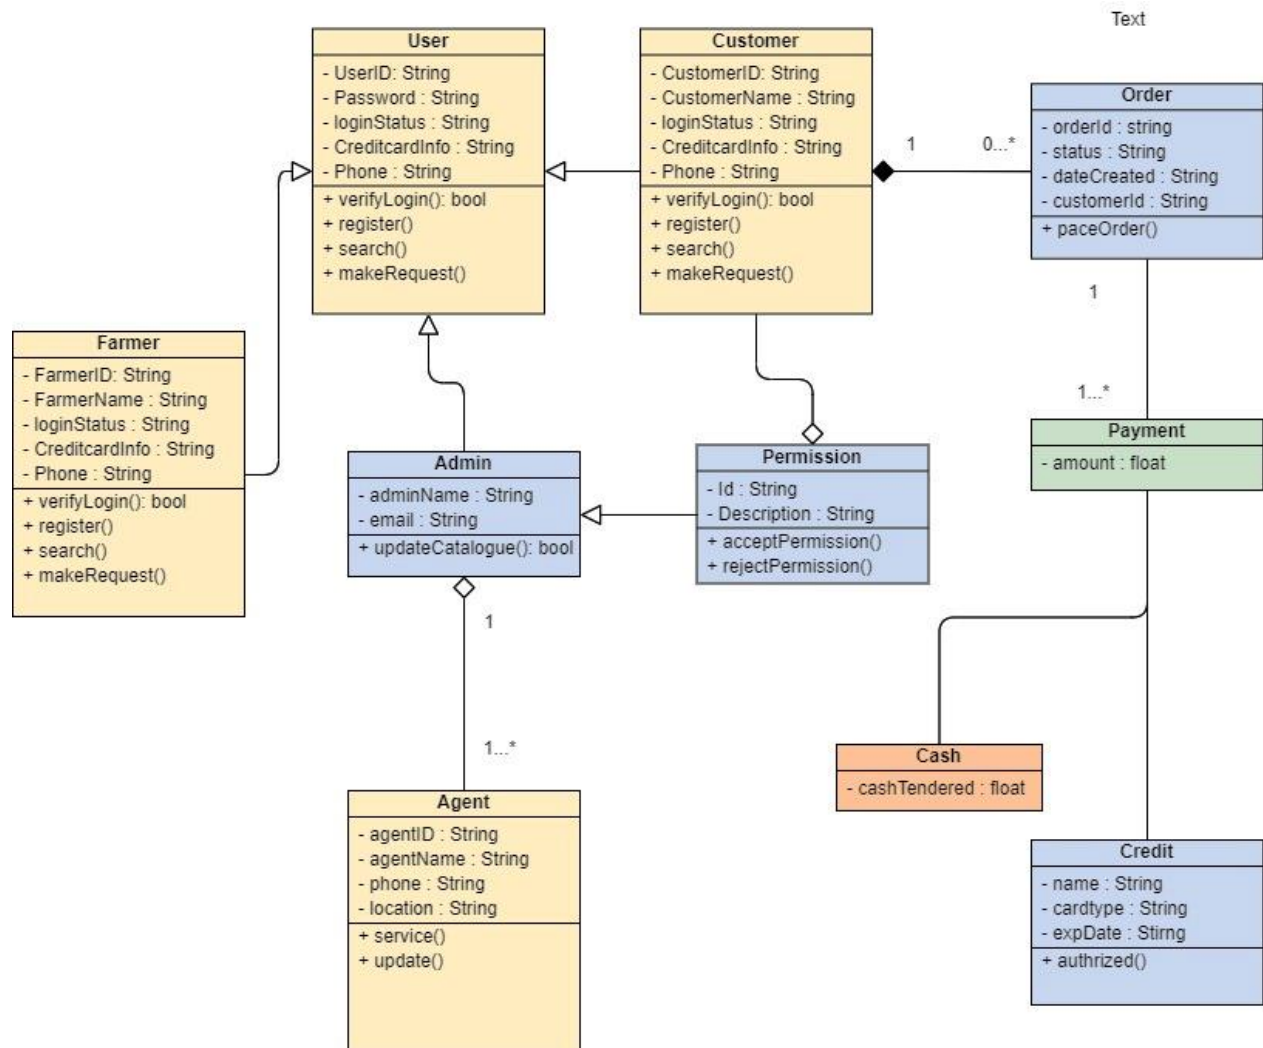 Text
User
- UserID: String
- Password : String
- loginStatus : String
- CreditcardInfo : String
- Phone : String
+ verifyLogin(): bool
+ register()
+ search()
+ makeRequest()
Customer
- CustomerID: String
- CustomerName : String
- loginStatus : String
- CreditcardInfo : String
- Phone : String
+ verifyLogin(): bool
+ register()
+ search()
+ makeRequest()
1
0...*
Order
- orderId : string
- status : String
- dateCreated : String
- customerId : String
+ paceOrder()
1
1...*
Farmer
- FarmerID: String
- FarmerName : String
- loginStatus : String
- CreditcardInfo : String
- Phone : String
+ verifyLogin(): bool
+ register()
+ search()
+ makeRequest()
Admin
- adminName : String
- email : String
+ updateCatalogue(): bool
Permission
- Id : String
- Description : String
+ acceptPermission()
+ rejectPermission()
Payment
- amount : float
1
1...*
Cash
- cashTendered : float
Agent
- agentID : String
- agentName : String
- phone : String
- location : String
+ service()
+ update()
Credit
- name : String
- cardtype : String
- expDate : Stirng
+ authrized()